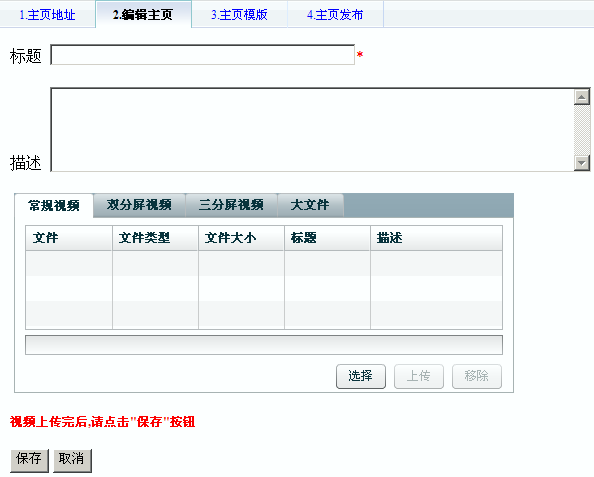 1.主页地址 2.编辑主页 3.主页模版 4.主页发布
标题 *
描述
常规视频 双分屏视频 三分屏视频 大文件
文件 文件类型 文件大小 标题 描述
选择 上传 移除
视频上传完后,请点击"保存"按钮
保存 取消